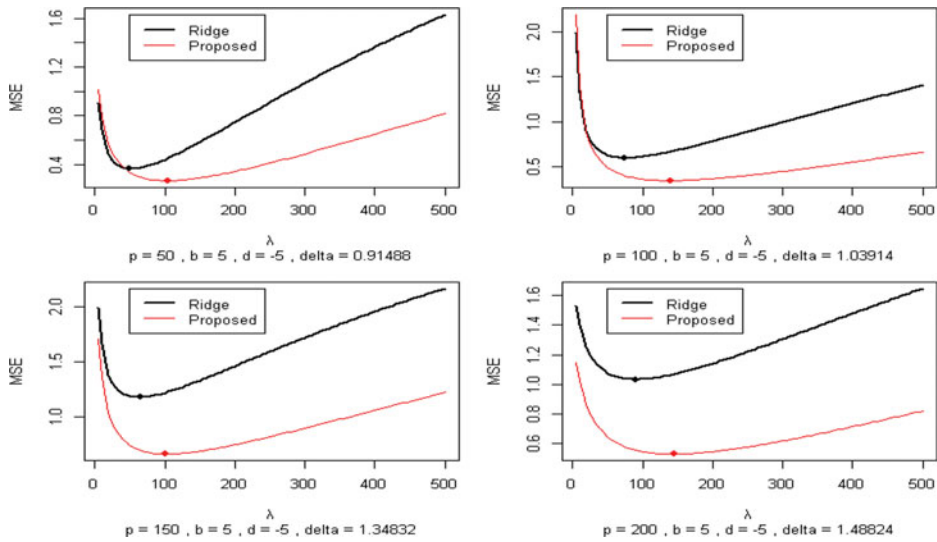 MSE
1.6
1.2
0.8
0.4
Ridge
Proposed
0 100 200 300 400 500
λ
p = 50 , b = 5 , d = -5 , delta = 0.91488
MSE
2.0
1.5
1.0
0.5
Ridge
Proposed
0 100 200 300 400 500
λ
p = 100 , b = 5 , d = -5 , delta = 1.03914
MSE
2.0
1.5
1.0
Ridge
Proposed
0 100 200 300 400 500
λ
p = 150 , b = 5 , d = -5 , delta = 1.34832
MSE
1.6
1.4
1.2
1.0
0.8
0.6
Ridge
Proposed
0 100 200 300 400 500
λ
p = 200 , b = 5 , d = -5 , delta = 1.48824